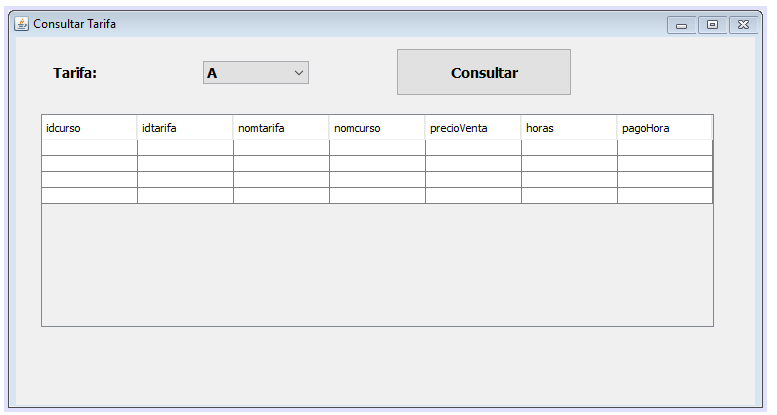 Consultar Tarifa
Tarifa: A Consultar
idcurso idtarifa nomtarifa nomcurso precioVenta horas pagoHora